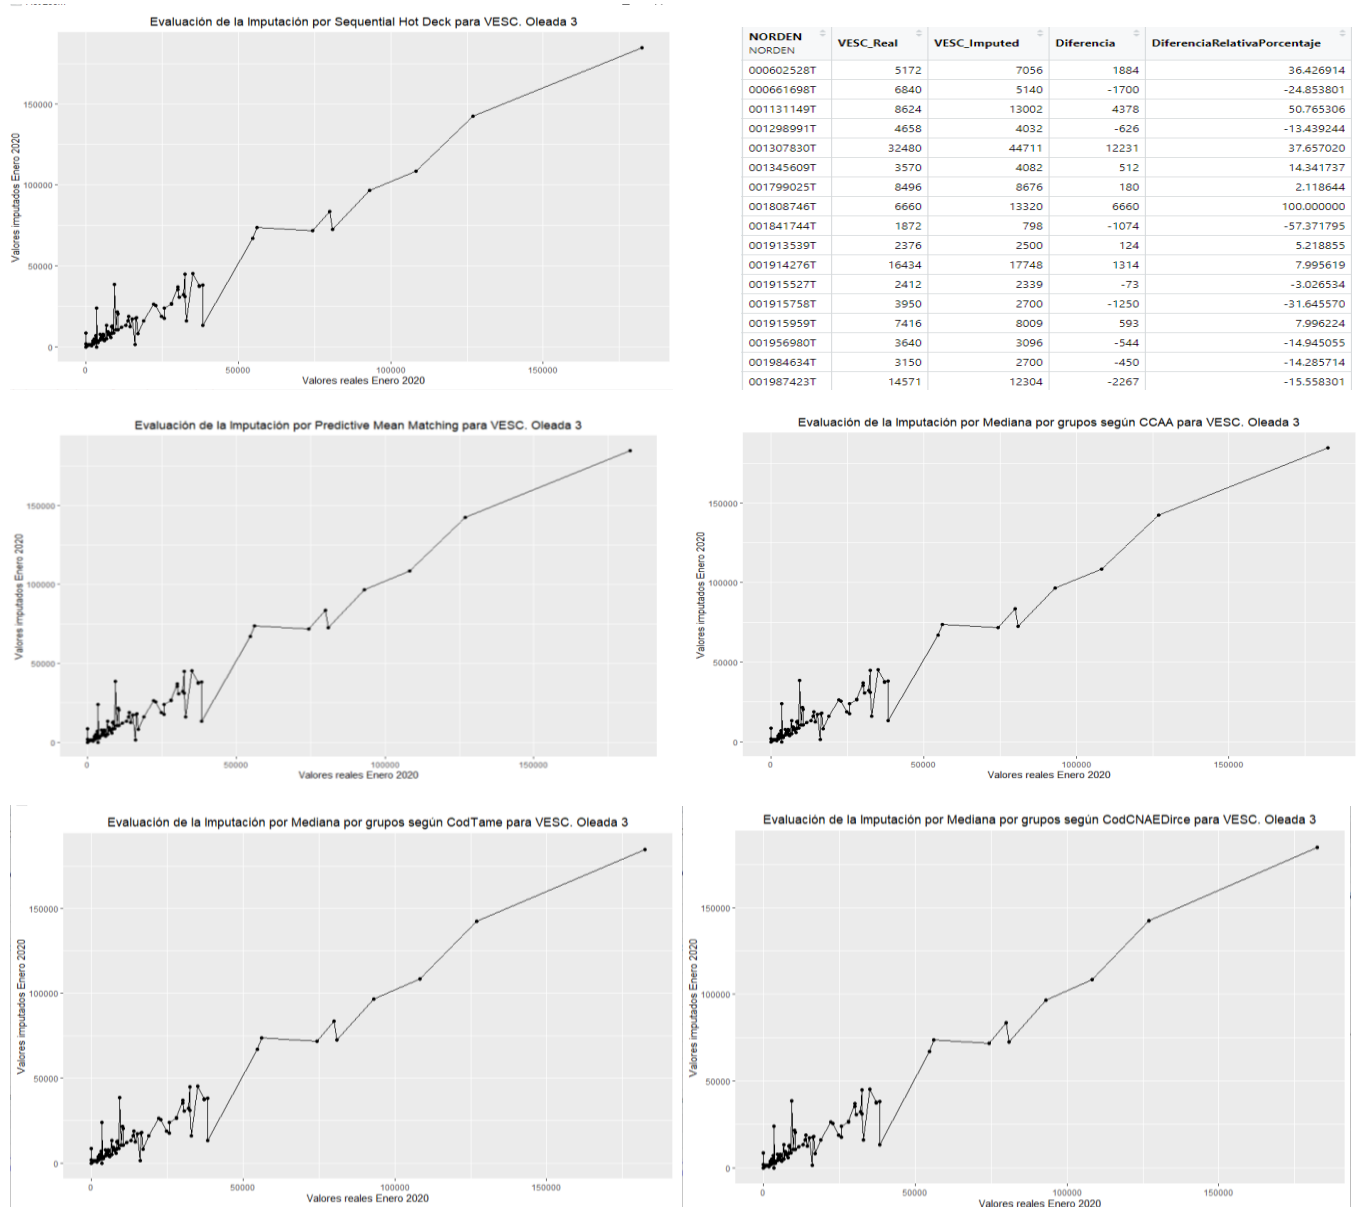 Evaluación de la Imputación por Sequential Hot Deck para VESC. Oleada 3
Valores imputados Enero 2020
150000
100000
50000
0
0 50000 100000 150000
Valores reales Enero 2020
NORDEN VESC_Real VESC_Imputed Diferencia DiferenciaRelativaPorcentaje
NORDEN
000602528T 5172 7056 1884 36.426914
000661698T 6840 5140 -1700 -24.853801
001131149T 8624 13002 4378 50.765306
001298991T 4658 4032 -626 -13.439244
001307830T 32480 44711 12231 37.657020
001345609T 3570 4082 512 14.341737
001799025T 8496 8676 180 2.118644
001808746T 6660 13320 6660 100.000000
001841744T 1872 798 -1074 -57.371795
001913539T 2376 2500 124 5.218855
001914276T 16434 17748 1314 7.995619
001915527T 2412 2339 -73 -3.026534
001915758T 3950 2700 -1250 -31.645570
001915959T 7416 8009 593 7.996224
001956980T 3640 3096 -544 -14.945055
001984634T 3150 2700 -450 -14.285714
001987423T 14571 12304 -2267 -15.558301
Evaluación de la Imputación por Predictive Mean Matching para VESC. Oleada 3
Valores imputados Enero 2020
150000
100000
50000
0
0 50000 100000 150000
Valores reales Enero 2020
Evaluación de la Imputación por Mediana por grupos según CCAA para VESC. Oleada 3
Valores imputados Enero 2020
150000
100000
50000
0
0 50000 100000 150000
Valores reales Enero 2020
Evaluación de la Imputación por Mediana por grupos según CodTame para VESC. Oleada 3
Valores imputados Enero 2020
150000
100000
50000
0
0 50000 100000 150000
Valores reales Enero 2020
Evaluación de la Imputación por Mediana por grupos según CodCNAEDirce para VESC. Oleada 3
Valores imputados Enero 2020
150000
100000
50000
0
0 50000 100000 150000
Valores reales Enero 2020